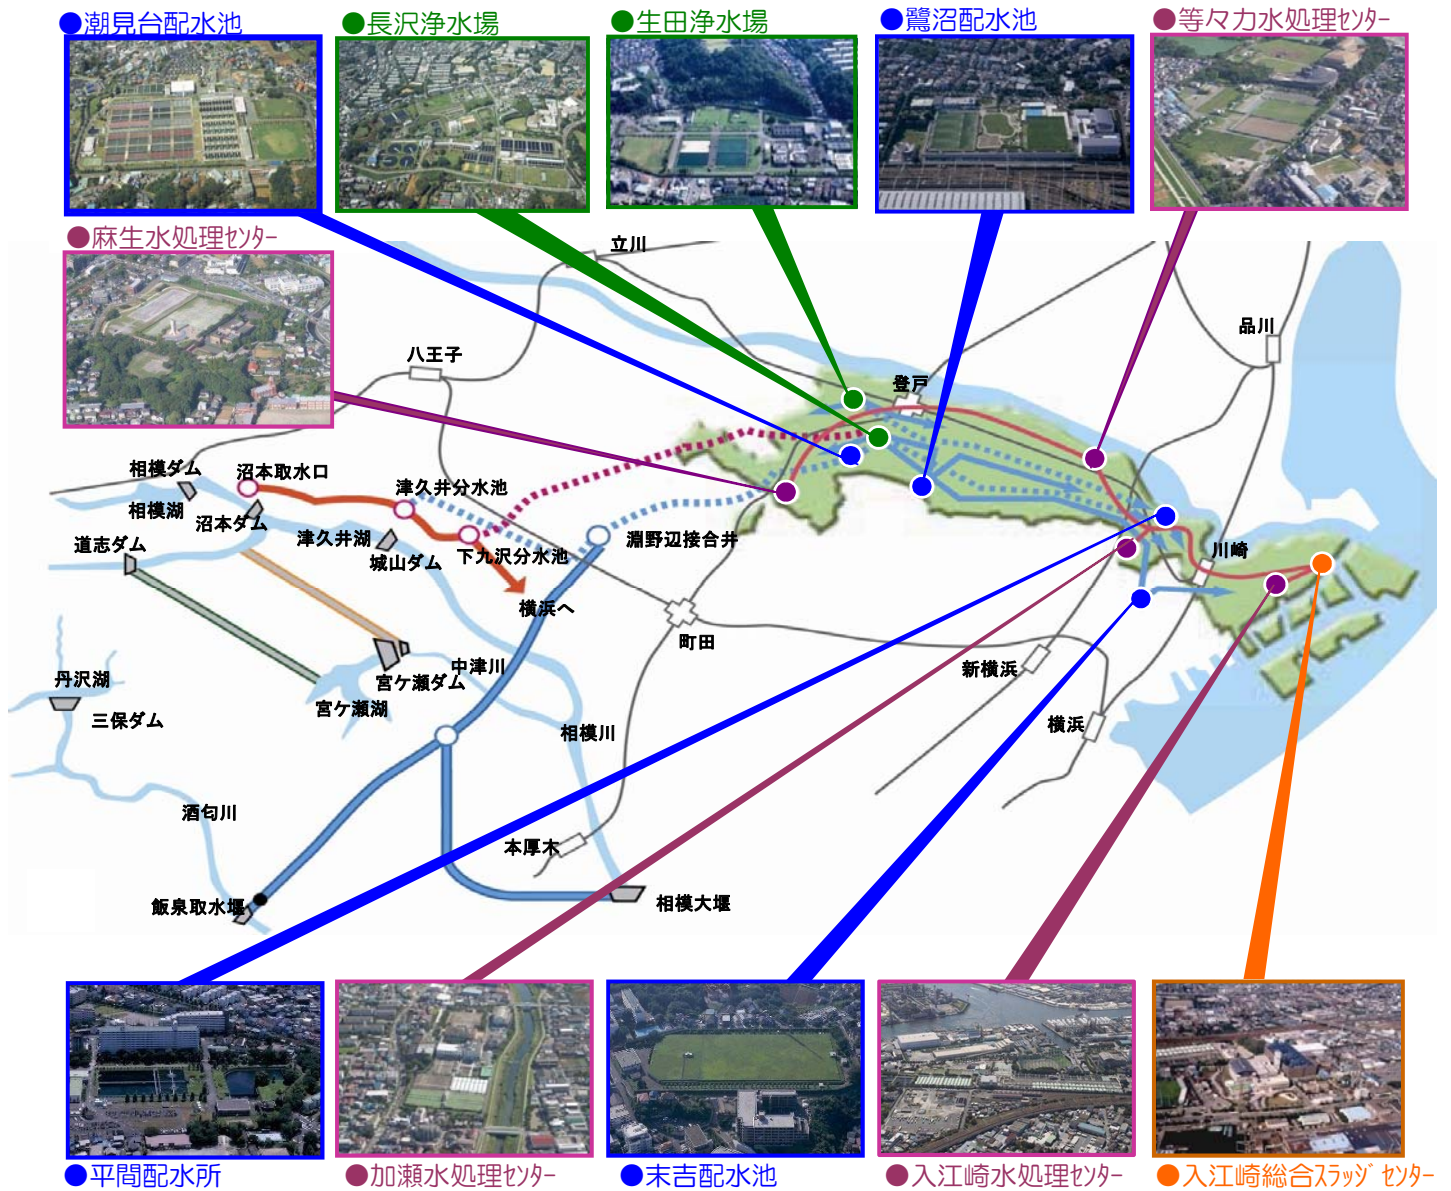 ●潮見台配水池
●長沢浄水場
●生田浄水場
●鷺沼配水池
●等々力水処理センター
●麻生水処理センター
立川
品川
八王子
登戸
相模ダム
沼本取水口
相模湖
津久井分水池
沼本ダム
津久井湖
淵野辺接合井
道志ダム
城山ダム
下九沢分水池
川崎
横浜へ
町田
新横浜
丹沢湖
中津川
宮ケ瀬ダム
宮ケ瀬湖
三保ダム
相模川
横浜
酒匂川
本厚木
飯泉取水堰
相模大堰
●平間配水所
●加瀬水処理センター
●末吉配水池
●入江崎水処理センター
●入江崎総合スラッジセンター